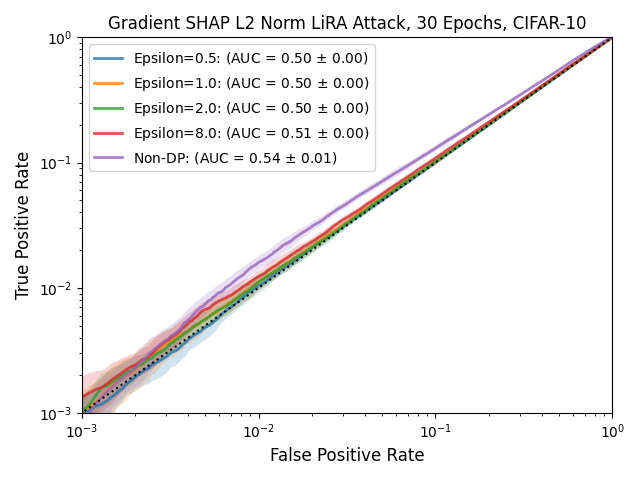 Gradient SHAP L2 Norm LiRA Attack, 30 Epochs, CIFAR-10
Epsilon=0.5: (AUC = 0.50 ± 0.00)
Epsilon=1.0: (AUC = 0.50 ± 0.00)
Epsilon=2.0: (AUC = 0.50 ± 0.00)
Epsilon=8.0: (AUC = 0.51 ± 0.00)
Non-DP: (AUC = 0.54 ± 0.01)
True Positive Rate
10⁰
10⁻¹
10⁻²
10⁻³
10⁻³ 10⁻² 10⁻¹ 10⁰
False Positive Rate